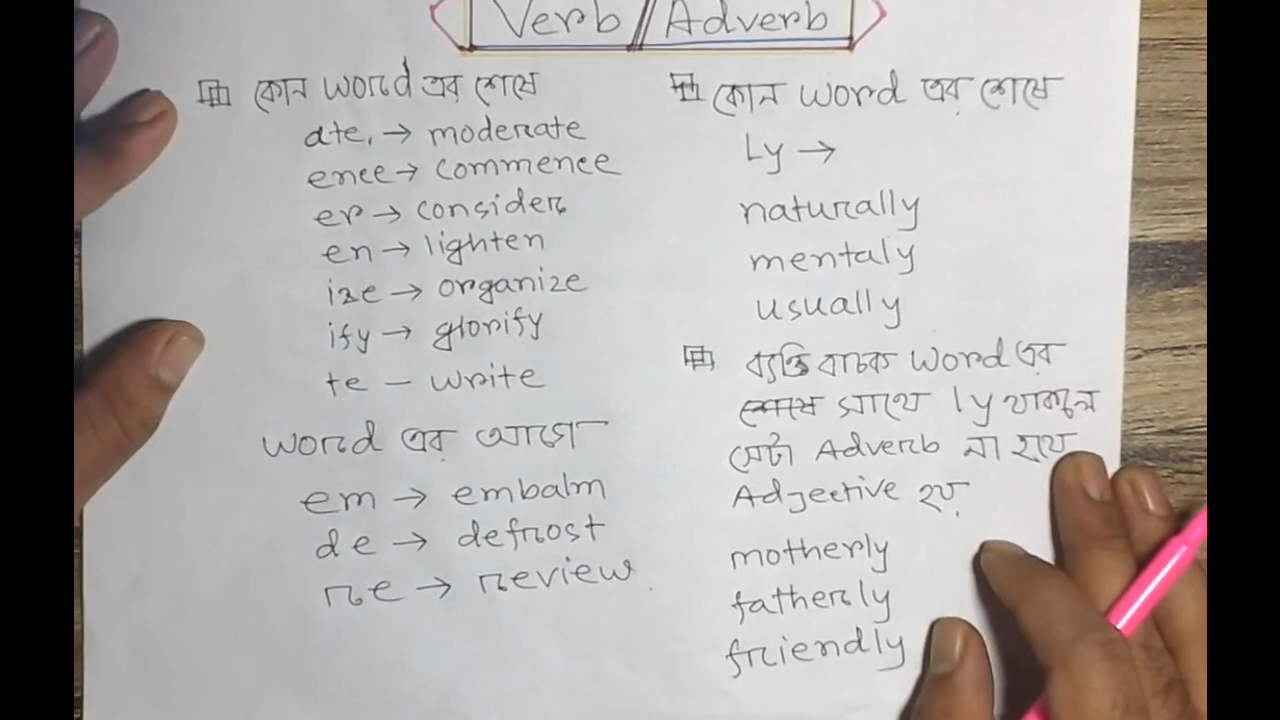 Verb // Adverb
কোন word এর শেষে
ate, → moderate
ence → commence
er → consider
en → lighten
ize → organize
ify → glorify
te – write
word এর আগে
em → embalm
de → defrost
re → review
কোন word এর শেষে
Ly →
naturally
mentaly
usually
ব্যক্তি বাচক word এর
শেষে সাথে ly থাকলে
সেটা Adverb না হয়ে
Adjective হয়.
motherly
fatherly
friendly